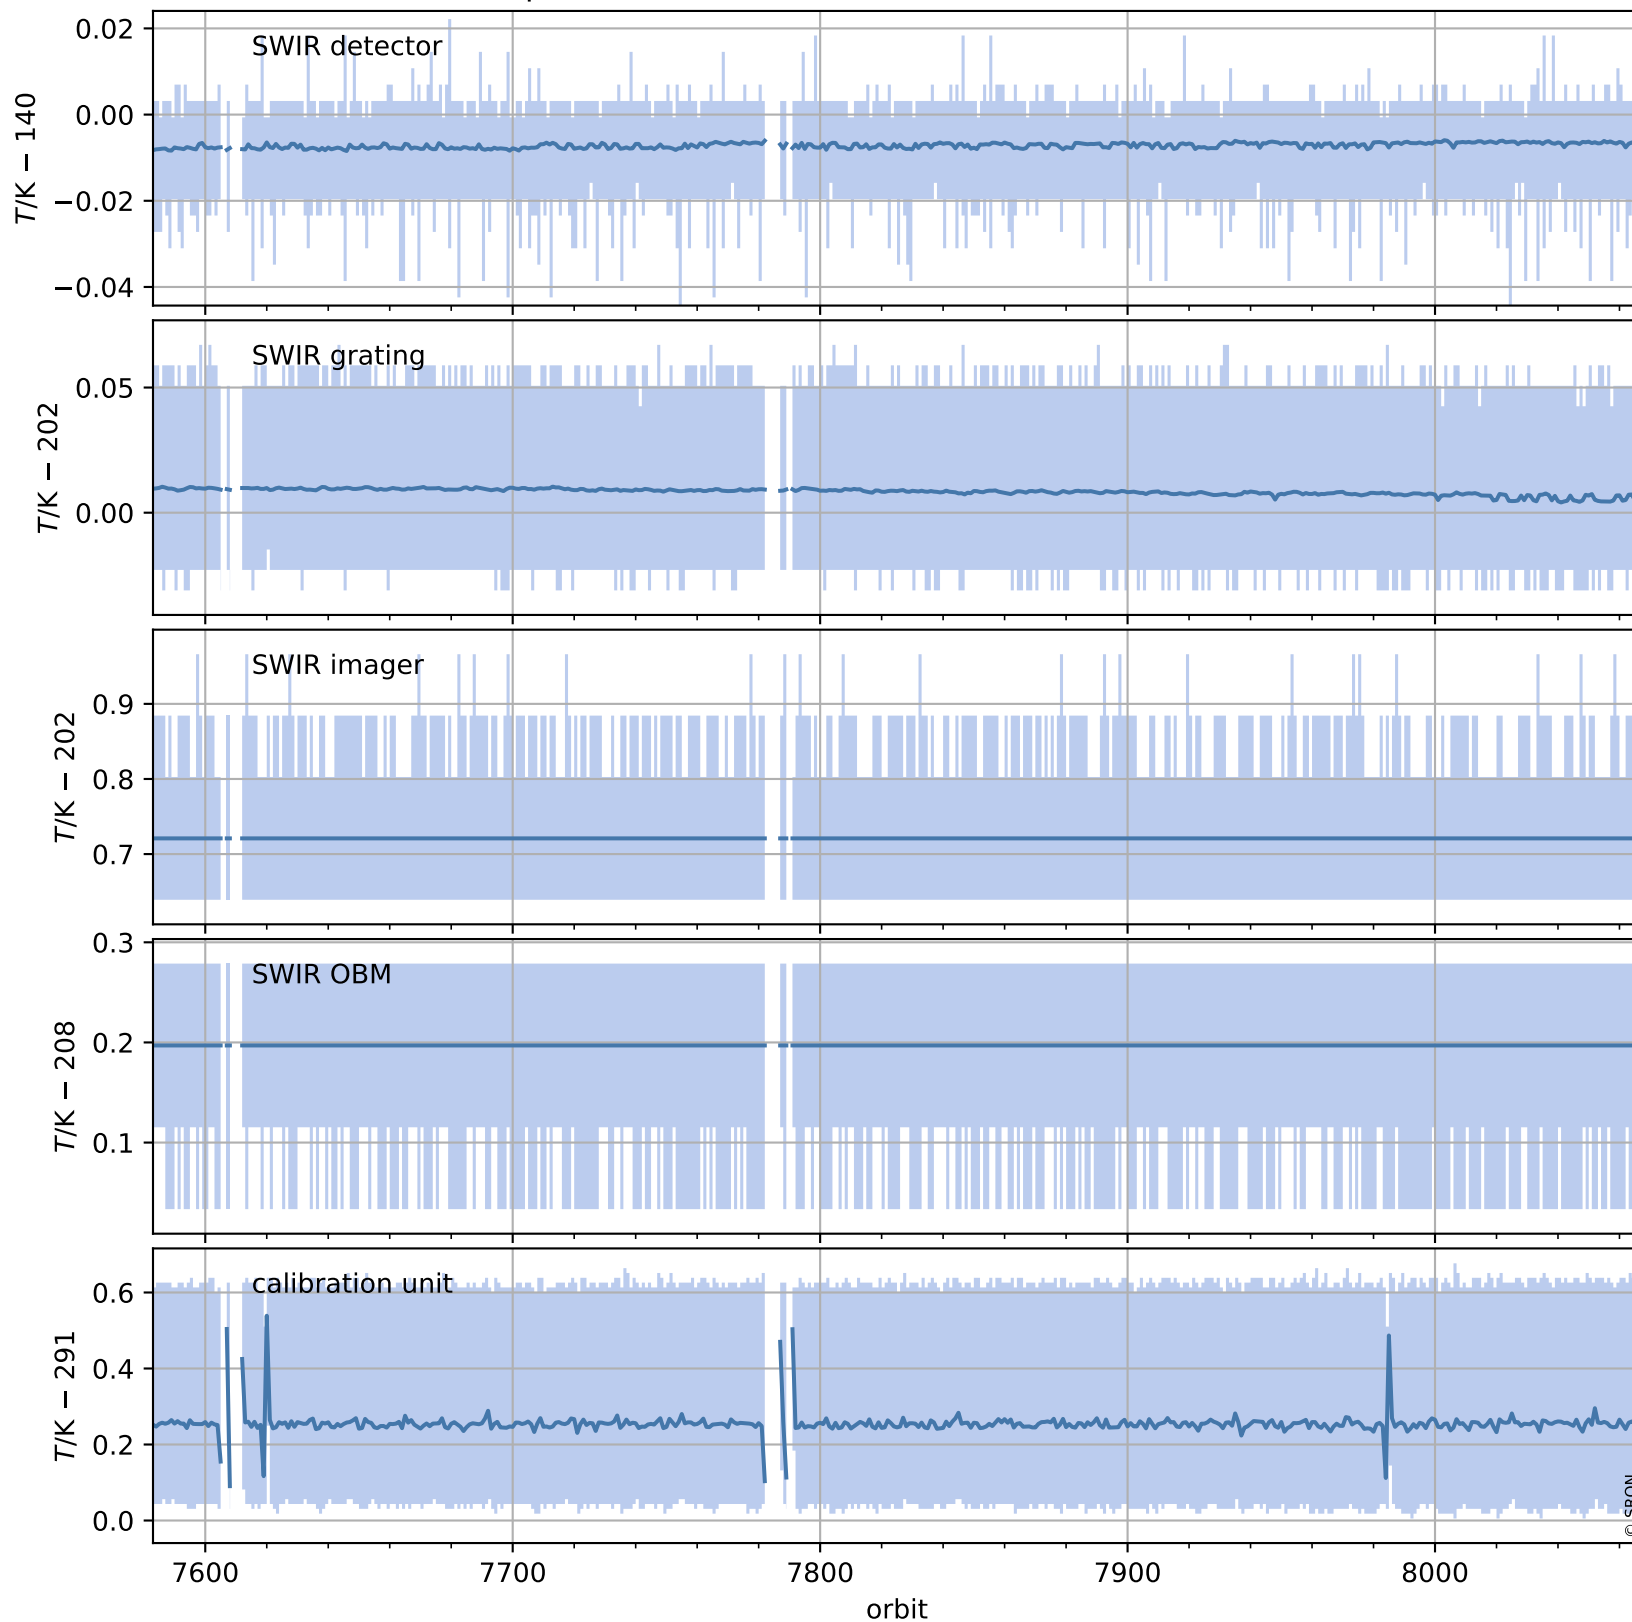 0.02
SWIR detector
0.00
−0.02
−0.04
T/K − 140
SWIR grating
0.05
0.00
T/K − 202
SWIR imager
0.9
0.8
0.7
T/K − 202
0.3
SWIR OBM
0.2
0.1
T/K − 208
calibration unit
0.6
0.4
0.2
0.0
T/K − 291
© SRON
7600 7700 7800 7900 8000
orbit